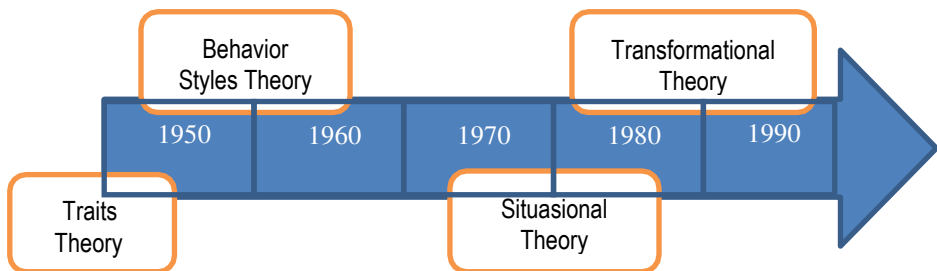 Behavior
Styles Theory
Transformational
Theory
1950
1960
1970
1980
1990
Traits
Theory
Situasional
Theory